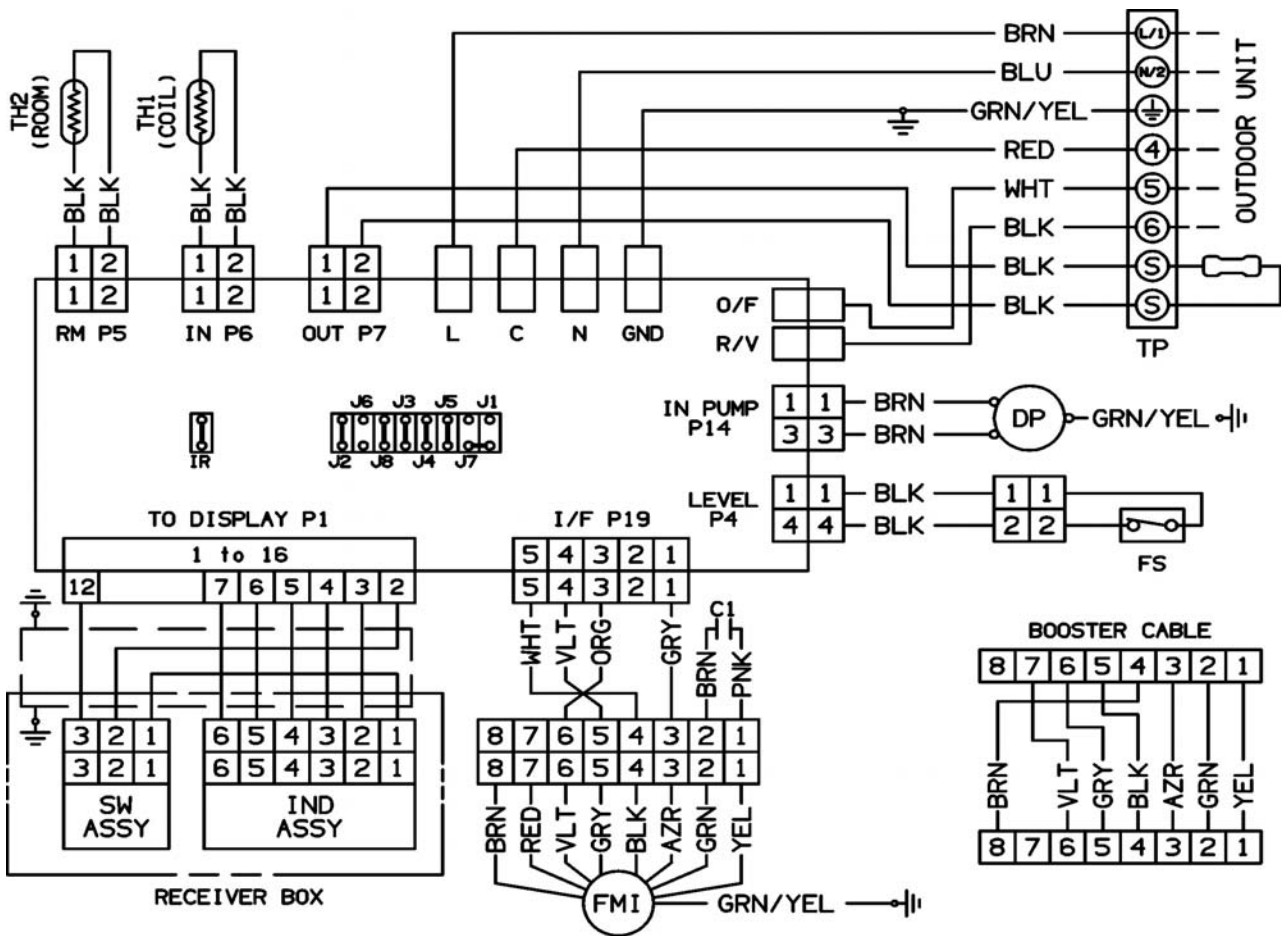 BRN L/1
BLU N/2
GRN/YEL
RED 4
WHT 5
BLK 6
BLK S
BLK S
TP
OUTDOOR UNIT
TH2
(ROOM)
TH1
(COIL)
BLK BLK BLK BLK
1 2 1 2 1 2
1 2 1 2 1 2
RM P5 IN P6 OUT P7 L C N GND
O/F
R/V
IN PUMP
P14
1 1 BRN
3 3 BRN
DP GRN/YEL
LEVEL
P4
1 1 BLK 1 1
4 4 BLK 2 2
FS
IR
J6 J3 J5 J1
J2 J8 J4 J7
TO DISPLAY P1
1 to 16
12 7 6 5 4 3 2
I/F P19
5 4 3 2 1
5 4 3 2 1
WHT VLT ORG GRY BRN C1 PNK
3 2 1 6 5 4 3 2 1
3 2 1 6 5 4 3 2 1
SW
ASSY
IND
ASSY
RECEIVER BOX
8 7 6 5 4 3 2 1
8 7 6 5 4 3 2 1
BRN RED VLT GRY BLK AZR GRN YEL
FMI GRN/YEL
BOOSTER CABLE
8 7 6 5 4 3 2 1
BRN VLT GRY BLK AZR GRN YEL
8 7 6 5 4 3 2 1